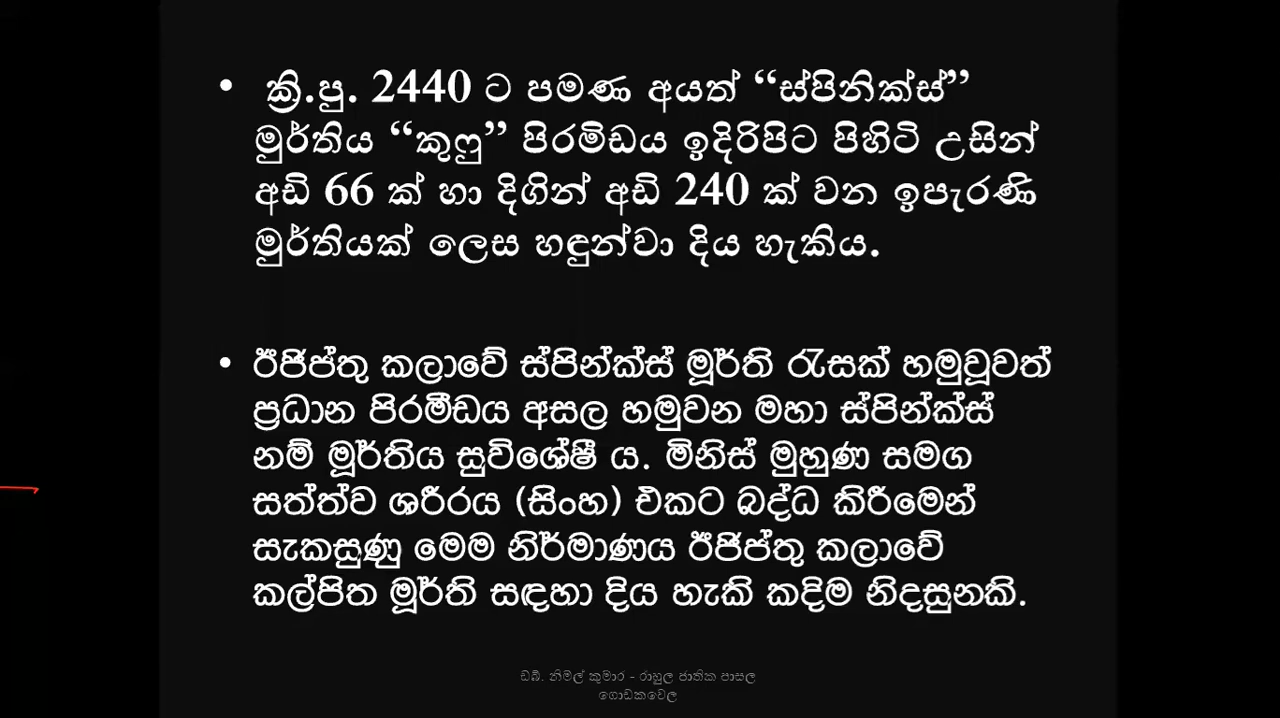 • ක්‍රි.පු. 2440 ට පමණ අයත් “ස්පිනික්ස්”
මුර්තිය “කුෆු” පිරමිඩය ඉදිරිපිට පිහිටි උසින්
අඩි 66 ක් හා දිගින් අඩි 240 ක් වන ඉපැරණි
මුර්තියක් ලෙස හඳුන්වා දිය හැකිය.
• ඊජිප්තු කලාවේ ස්පින්ක්ස් මූර්ති රැසක් හමුවූවත්
ප්‍රධාන පිරමීඩය අසල හමුවන මහා ස්පින්ක්ස්
නම් මූර්තිය සුවිශේෂී ය. මිනිස් මුහුණ සමග
සත්ත්ව ශරීරය (සිංහ) එකට බද්ධ කිරීමෙන්
සැකසුණු මෙම නිර්මාණය ඊජිප්තු කලාවේ
කල්පිත මූර්ති සඳහා දිය හැකි කදිම නිදසුනකි.
ඩබ්. නිමල් කුමාර - රාහුල ජාතික පාසල
ගොඩකවෙල